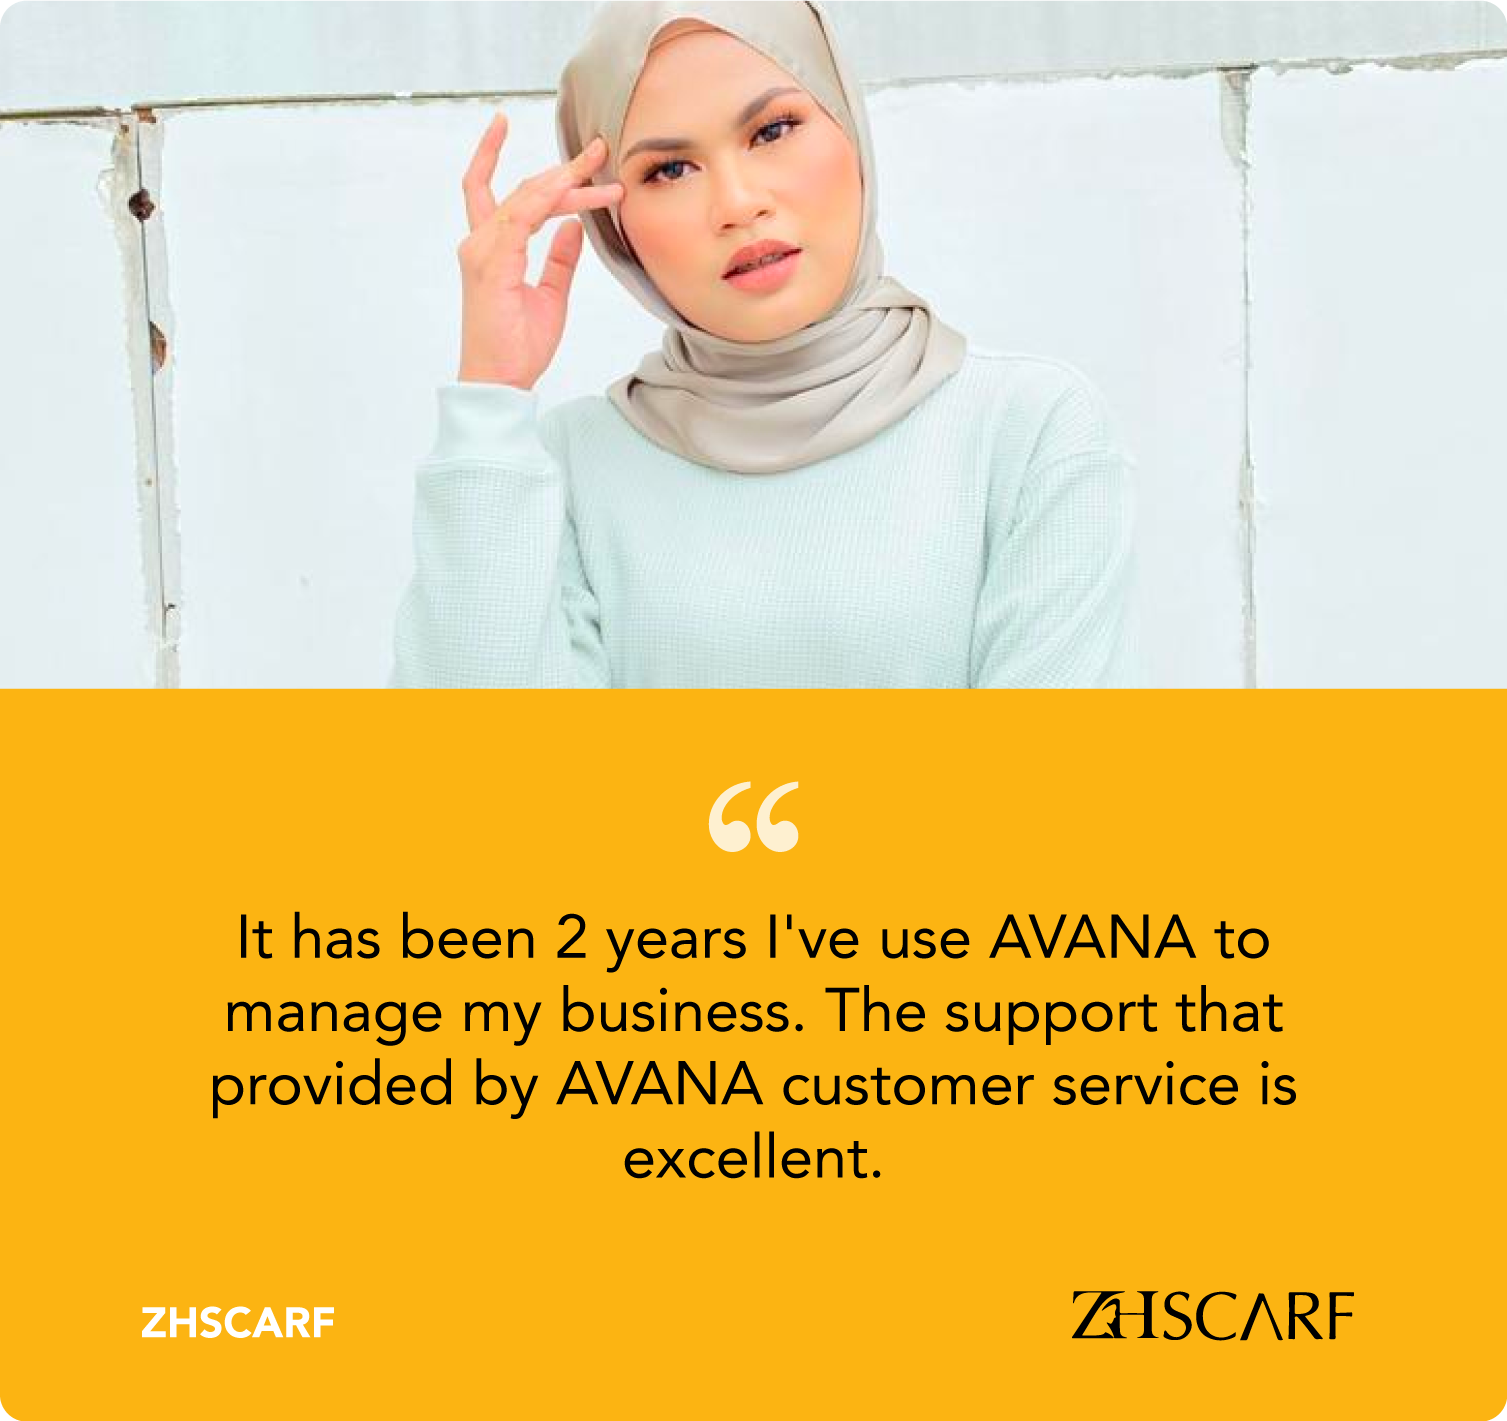 “
It has been 2 years I've use AVANA to
manage my business. The support that
provided by AVANA customer service is
excellent.
ZHSCARF
ZHSCARF